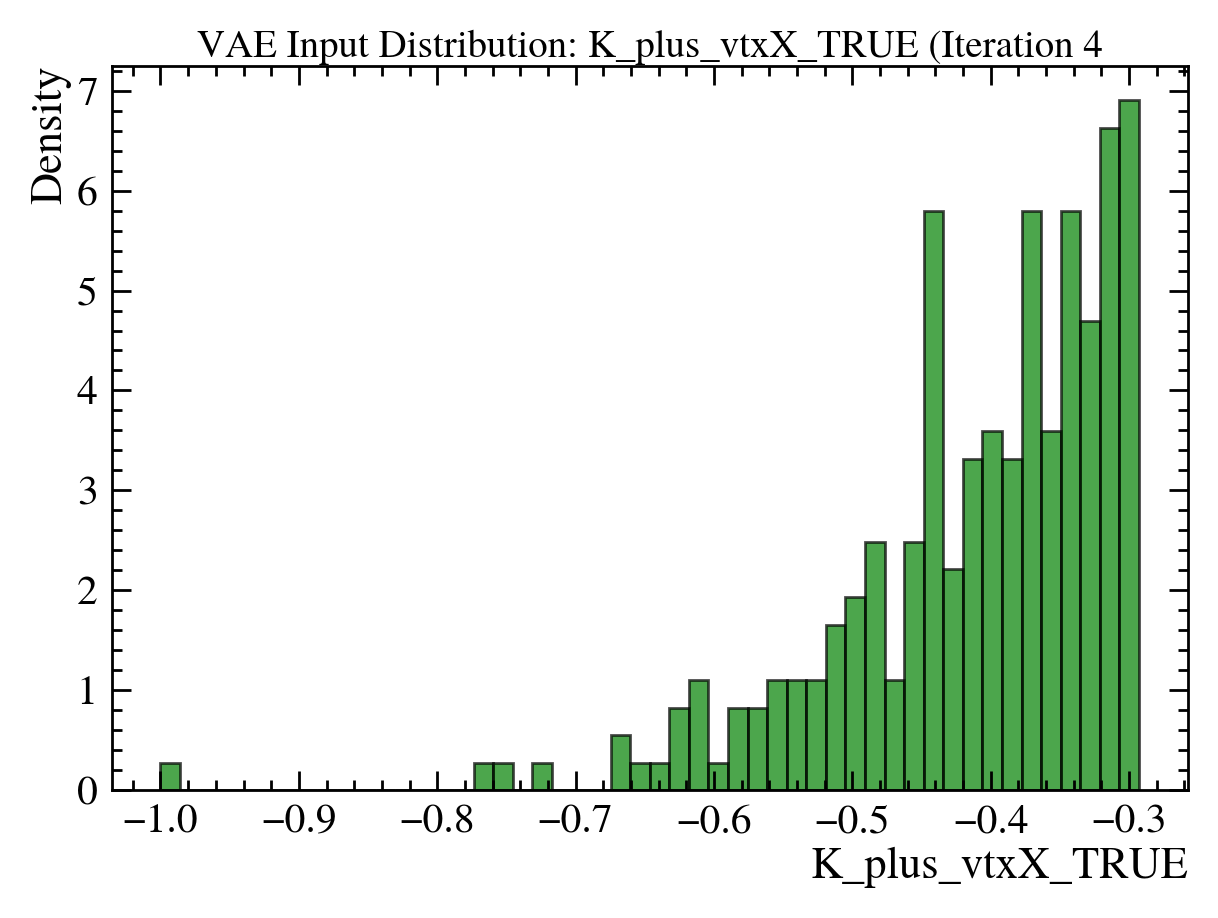 VAE Input Distribution: K_plus_vtxX_TRUE (Iteration 4
Density
7
6
5
4
3
2
1
0
−1.0 −0.9 −0.8 −0.7 −0.6 −0.5 −0.4 −0.3
K_plus_vtxX_TRUE